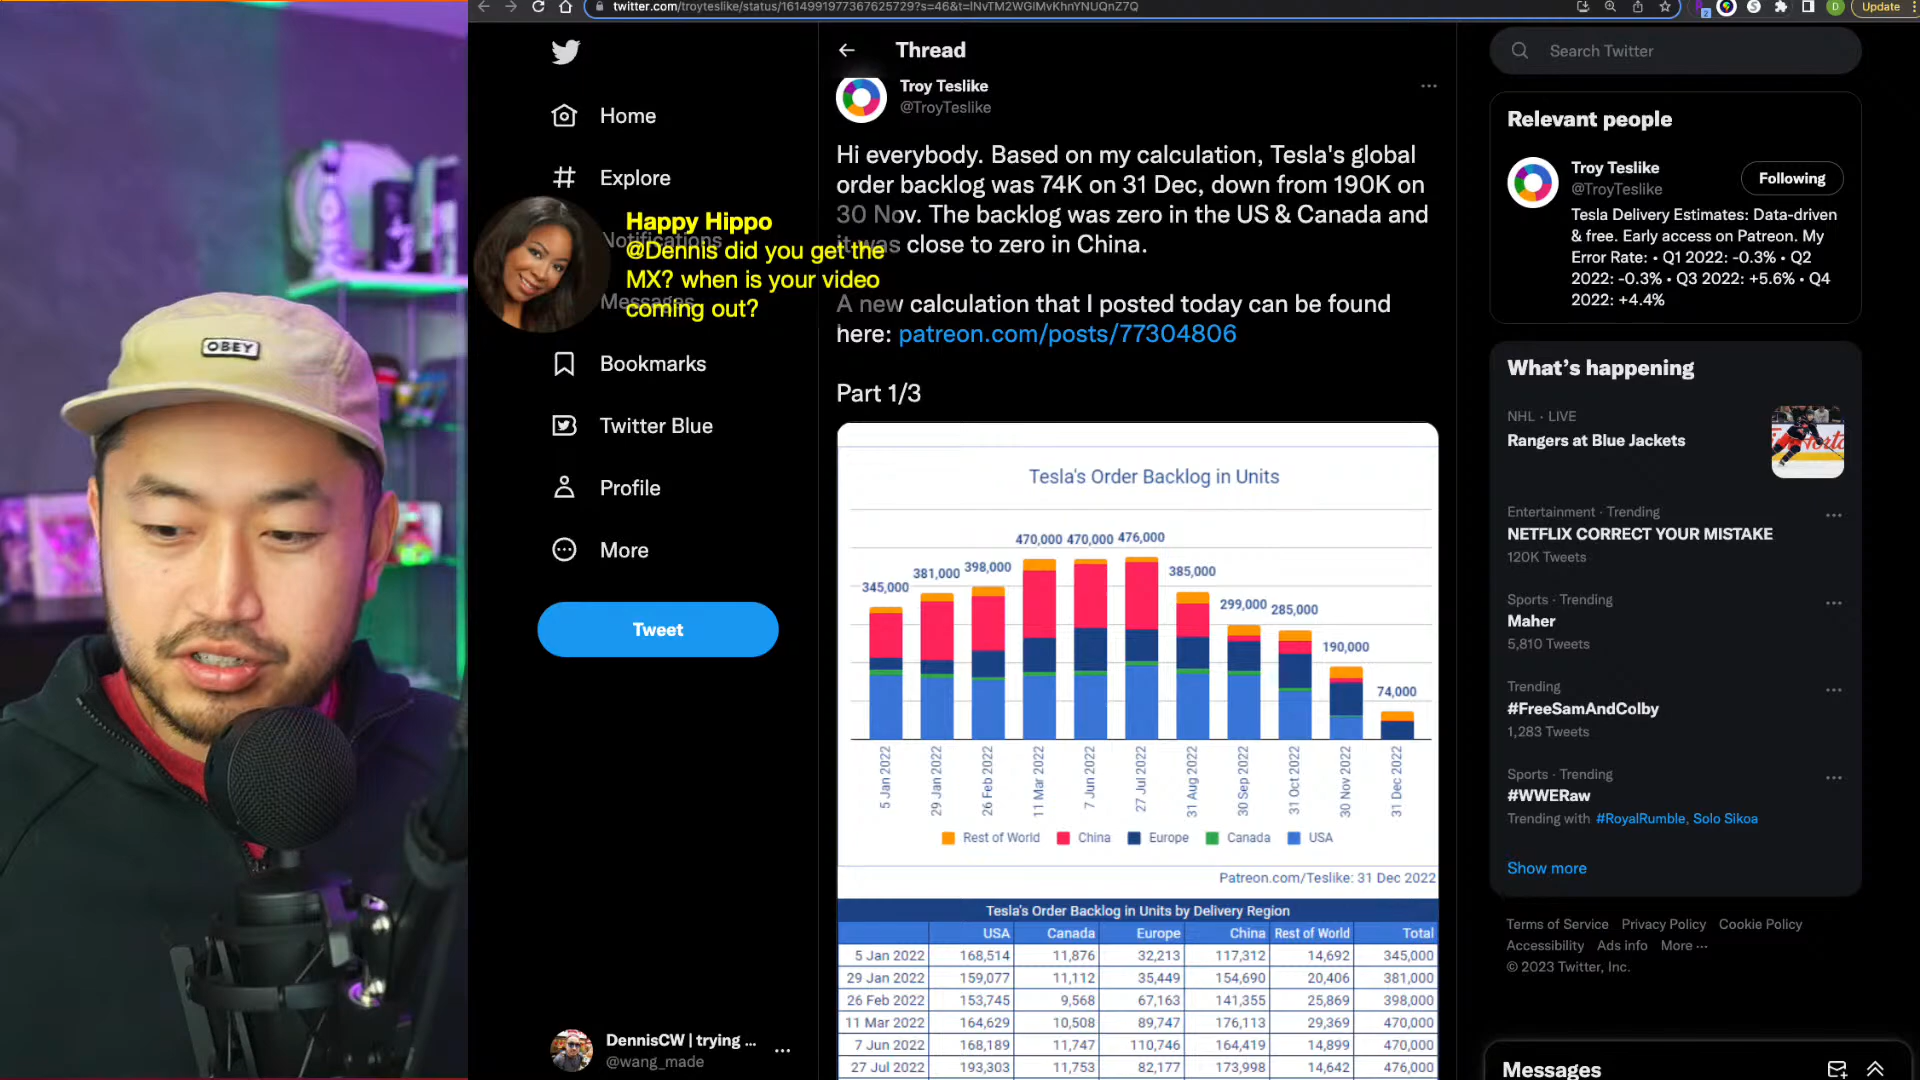 twitter.com/troyteslike/status/1614991977367625729?s=46&t=lNvTM2WGlMvKhnYNUQnZ7Q
Update
Home
Explore
Notifications
Messages
Bookmarks
Twitter Blue
Profile
More
Tweet
DennisCW | trying ...
@wang_made
OBEY
Happy Hippo
@Dennis did you get the
MX? when is your video
coming out?
Thread
Troy Teslike
@TroyTeslike
Hi everybody. Based on my calculation, Tesla's global
order backlog was 74K on 31 Dec, down from 190K on
30 Nov. The backlog was zero in the US & Canada and
it was close to zero in China.
A new calculation that I posted today can be found
here: patreon.com/posts/77304806
Part 1/3
Tesla's Order Backlog in Units
345,000 381,000 398,000 470,000 470,000 476,000 385,000 299,000 285,000 190,000 74,000
5 Jan 2022 29 Jan 2022 26 Feb 2022 11 Mar 2022 7 Jun 2022 27 Jul 2022 31 Aug 2022 30 Sep 2022 31 Oct 2022 30 Nov 2022 31 Dec 2022
Rest of World China Europe Canada USA
Patreon.com/Teslike: 31 Dec 2022
Tesla's Order Backlog in Units by Delivery Region
USA Canada Europe China Rest of World Total
5 Jan 2022 168,514 11,876 32,213 117,312 14,692 345,000
29 Jan 2022 159,077 11,112 35,449 154,690 20,406 381,000
26 Feb 2022 153,745 9,568 67,163 141,355 25,869 398,000
11 Mar 2022 164,629 10,508 89,747 176,113 29,369 470,000
7 Jun 2022 168,189 11,747 110,746 164,419 14,899 470,000
27 Jul 2022 193,303 11,753 82,177 173,998 14,642 476,000
Search Twitter
Relevant people
Troy Teslike
@TroyTeslike
Following
Tesla Delivery Estimates: Data-driven
& free. Early access on Patreon. My
Error Rate: • Q1 2022: -0.3% • Q2
2022: -0.3% • Q3 2022: +5.6% • Q4
2022: +4.4%
What's happening
NHL · LIVE
Rangers at Blue Jackets
Entertainment · Trending
NETFLIX CORRECT YOUR MISTAKE
120K Tweets
Sports · Trending
Maher
5,810 Tweets
Trending
#FreeSamAndColby
1,283 Tweets
Sports · Trending
#WWERaw
Trending with #RoyalRumble, Solo Sikoa
Show more
Terms of Service Privacy Policy Cookie Policy
Accessibility Ads info More ...
© 2023 Twitter, Inc.
Messages